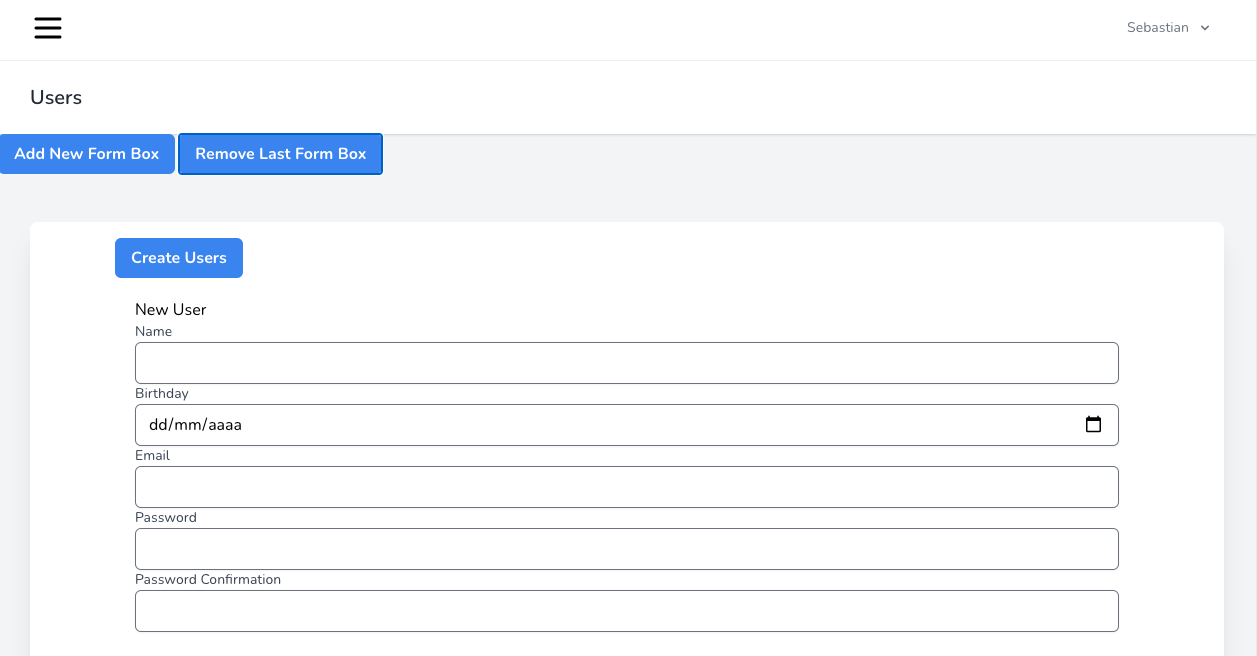 Sebastian
Users
Add New Form Box Remove Last Form Box
Create Users
New User
Name
Birthday
dd/mm/aaaa
Email
Password
Password Confirmation